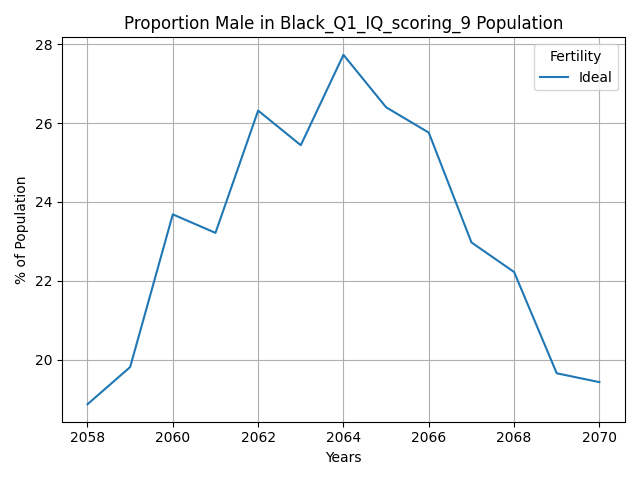 Proportion Male in Black_Q1_IQ_scoring_9 Population
Fertility
Ideal
% of Population
28
26
24
22
20
2058 2060 2062 2064 2066 2068 2070
Years